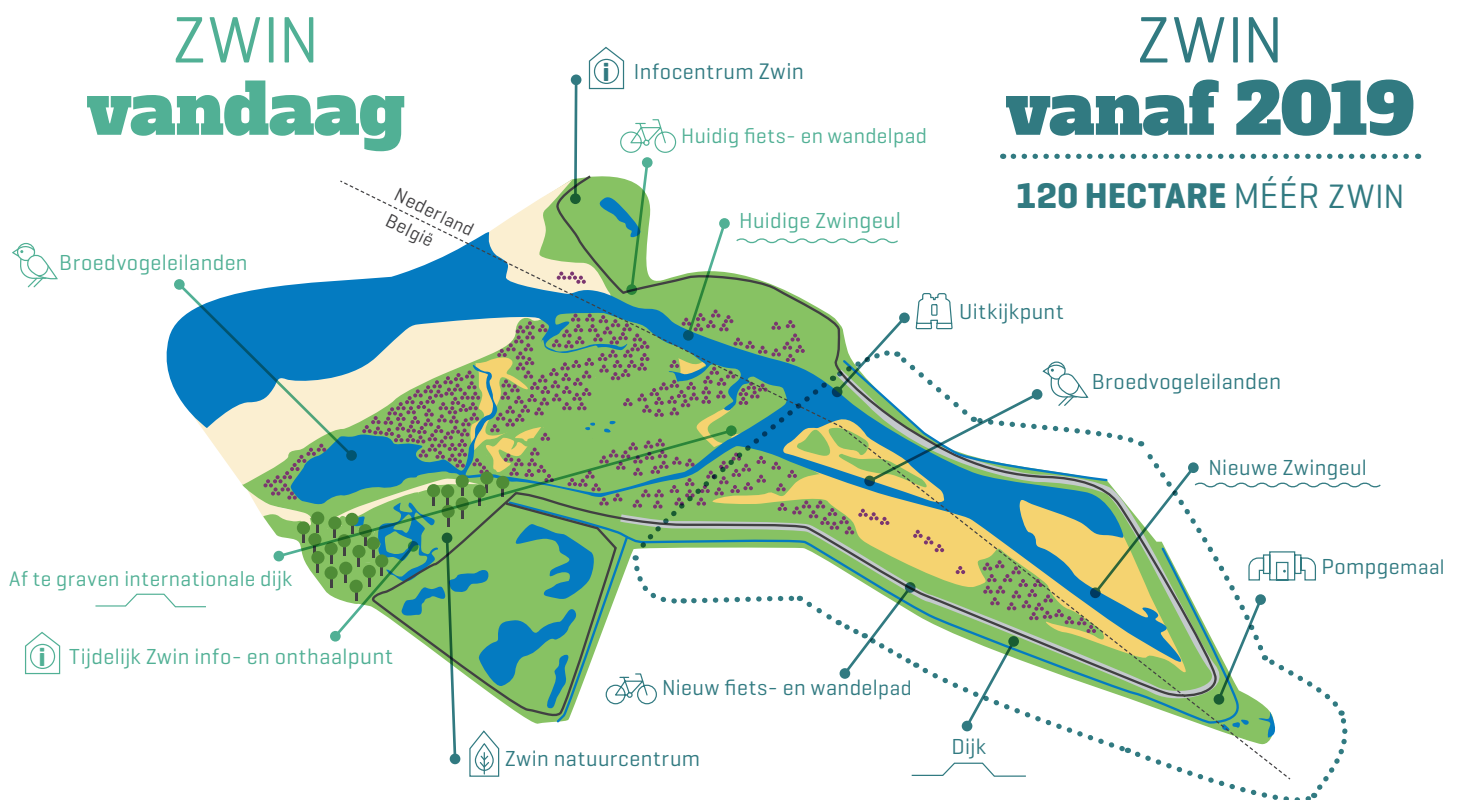 ZWIN
vandaag
ZWIN
vanaf 2019
120 HECTARE MÉÉR ZWIN
Infocentrum Zwin
Huidig fiets- en wandelpad
Nederland
België
Huidige Zwingeul
Broedvogeleilanden
Uitkijkpunt
Broedvogeleilanden
Nieuwe Zwingeul
Pompgemaal
Af te graven internationale dijk
Tijdelijk Zwin info- en onthaalpunt
Nieuw fiets- en wandelpad
Dijk
Zwin natuurcentrum